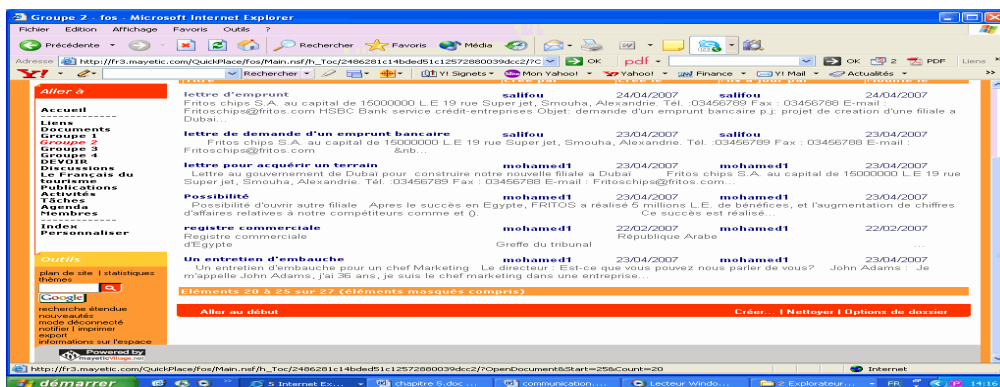 Groupe 2 - fos - Microsoft Internet Explorer
Fichier Edition Affichage Favoris Outils ?
Précédente Rechercher Favoris Média
Adresse http://fr3.mayetic.com/QuickPlace/fos/Main.nsf/h_Toc/2486281c14bded51c12572880039dcc2/?C OK pdf OK PDF Liens
Y! Rechercher Y! Signets Mon Yahoo! Yahoo! Finance Y! Mail Actualités
Aller à
Accueil
Liens
Documents
Groupe 1
Groupe 2
Groupe 3
Groupe 4
DEVOIR
Discussions
Le Français du
tourisme
Publications
Activités
Tâches
Agenda
Membres
Index
Personnaliser
Outils
plan de site | statistiques
thèmes
Google
recherche étendue
nouveautés
mode déconnecté
notifier | imprimer
export
informations sur l'espace
Powered by
mayeticVillage.net
lettre d'emprunt salifou 24/04/2007 salifou 24/04/2007
Fritos chips S.A. au capital de 15000000 L.E 19 rue Super jet, Smouha, Alexandrie. Tél. :03456789 Fax : 03456788 E-mail :
Fritoschips@fritos.com HSBC Bank service crédit-entreprises Objet: demande d'un emprunt bancaire p.j: projet de creation d'une filiale a
Dubai...
lettre de demande d'un emprunt bancaire salifou 23/04/2007 salifou 23/04/2007
Fritos chips S.A. au capital de 15000000 L.E 19 rue Super jet, Smouha, Alexandrie. Tél. :03456789 Fax : 03456788 E-mail :
Fritoschips@fritos.com &nb...
lettre pour acquérir un terrain mohamed1 23/04/2007 mohamed1 23/04/2007
Lettre au gouvernement de Dubaï pour construire notre nouvelle filiale a Dubaï Fritos chips S.A. au capital de 15000000 L.E 19 rue
Super jet, Smouha, Alexandrie. Tél. :03456789 Fax : 03456788 E-mail : Fritoschips@fritos.com...
Possibilité mohamed1 23/04/2007 mohamed1 23/04/2007
Possibilité d'ouvrir autre filiale Apres le succès en Egypte, FRITOS a réalisé 5 millions L.E. de bénéfices, et l'augmentation de chiffres
d'affaires relatives à notre compétiteurs comme et (). Ce succès est réalisé...
registre commerciale mohamed1 22/02/2007 mohamed1 22/02/2007
Registre commerciale République Arabe
d'Egypte Greffe du tribunal ...
Un entretien d'embauche mohamed1 23/04/2007 mohamed1 23/04/2007
Un entretien d'embauche pour un chef Marketing Le directeur : Est-ce que vous pouvez nous parler de vous? John Adams : Je
m'appelle John Adams, j'ai 36 ans, je suis le chef marketing dans une entreprise...
Eléments 20 à 25 sur 27 (éléments masqués compris)
Aller au début Créer... | Nettoyer | Options de dossier
http://fr3.mayetic.com/QuickPlace/fos/Main.nsf/h_Toc/2486281c14bded51c12572880039dcc2/?OpenDocument&Start=25&Count=20 Internet
démarrer 5 Internet Ex... chapitre 5.doc ... communication.... Lecteur Windo... 2 Explorateur... FR 14:15